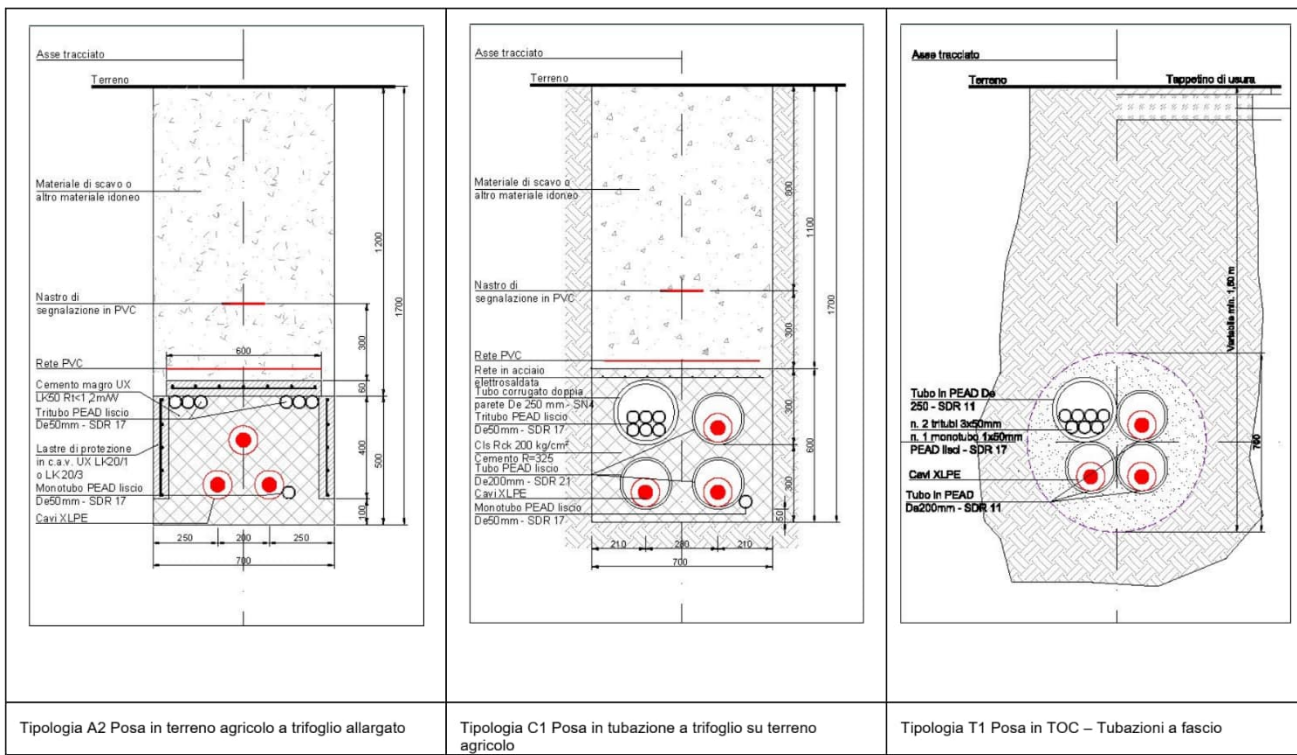 Asse tracciato
Terreno
Materiale di scavo o
altro materiale idoneo
Nastro di
segnalazione in PVC
Rete PVC
Cemento magro UX
LK50 Rt<1,2m/W
Tritubo PEAD liscio
De50mm - SDR 17
Lastre di protezione
in c.a.v. UX LK20/1
o LK 20/3
Monotubo PEAD liscio
De50mm - SDR 17
Cavi XLPE
1200
1700
300
600
60
400
500
100
250
200
250
700
Tipologia A2 Posa in terreno agricolo a trifoglio allargato
Asse tracciato
Terreno
Materiale di scavo o
altro materiale idoneo
Nastro di
segnalazione in PVC
Rete PVC
Rete in acciaio
elettrosaldata
Tubo corrugato doppia
parete De 250 mm - SN4
Tritubo PEAD liscio
De50mm - SDR 17
Cls Rck 200 kg/cm²
Cemento R=325
Tubo PEAD liscio
De200mm - SDR 21
Cavi XLPE
Monotubo PEAD liscio
De50mm - SDR 17
800
1100
1700
300
300
600
300
50
210
280
210
700
Tipologia C1 Posa in tubazione a trifoglio su terreno
agricolo
Asse tracciato
Terreno
Tappetino di usura
Variabile min. 1,50 m
Tubo in PEAD De
250 - SDR 11
n. 2 tritubi 3x50mm
n. 1 monotubo 1x50mm
PEAD lisci - SDR 17
Cavi XLPE
Tubo in PEAD
De200mm - SDR 11
700
Tipologia T1 Posa in TOC – Tubazioni a fascio